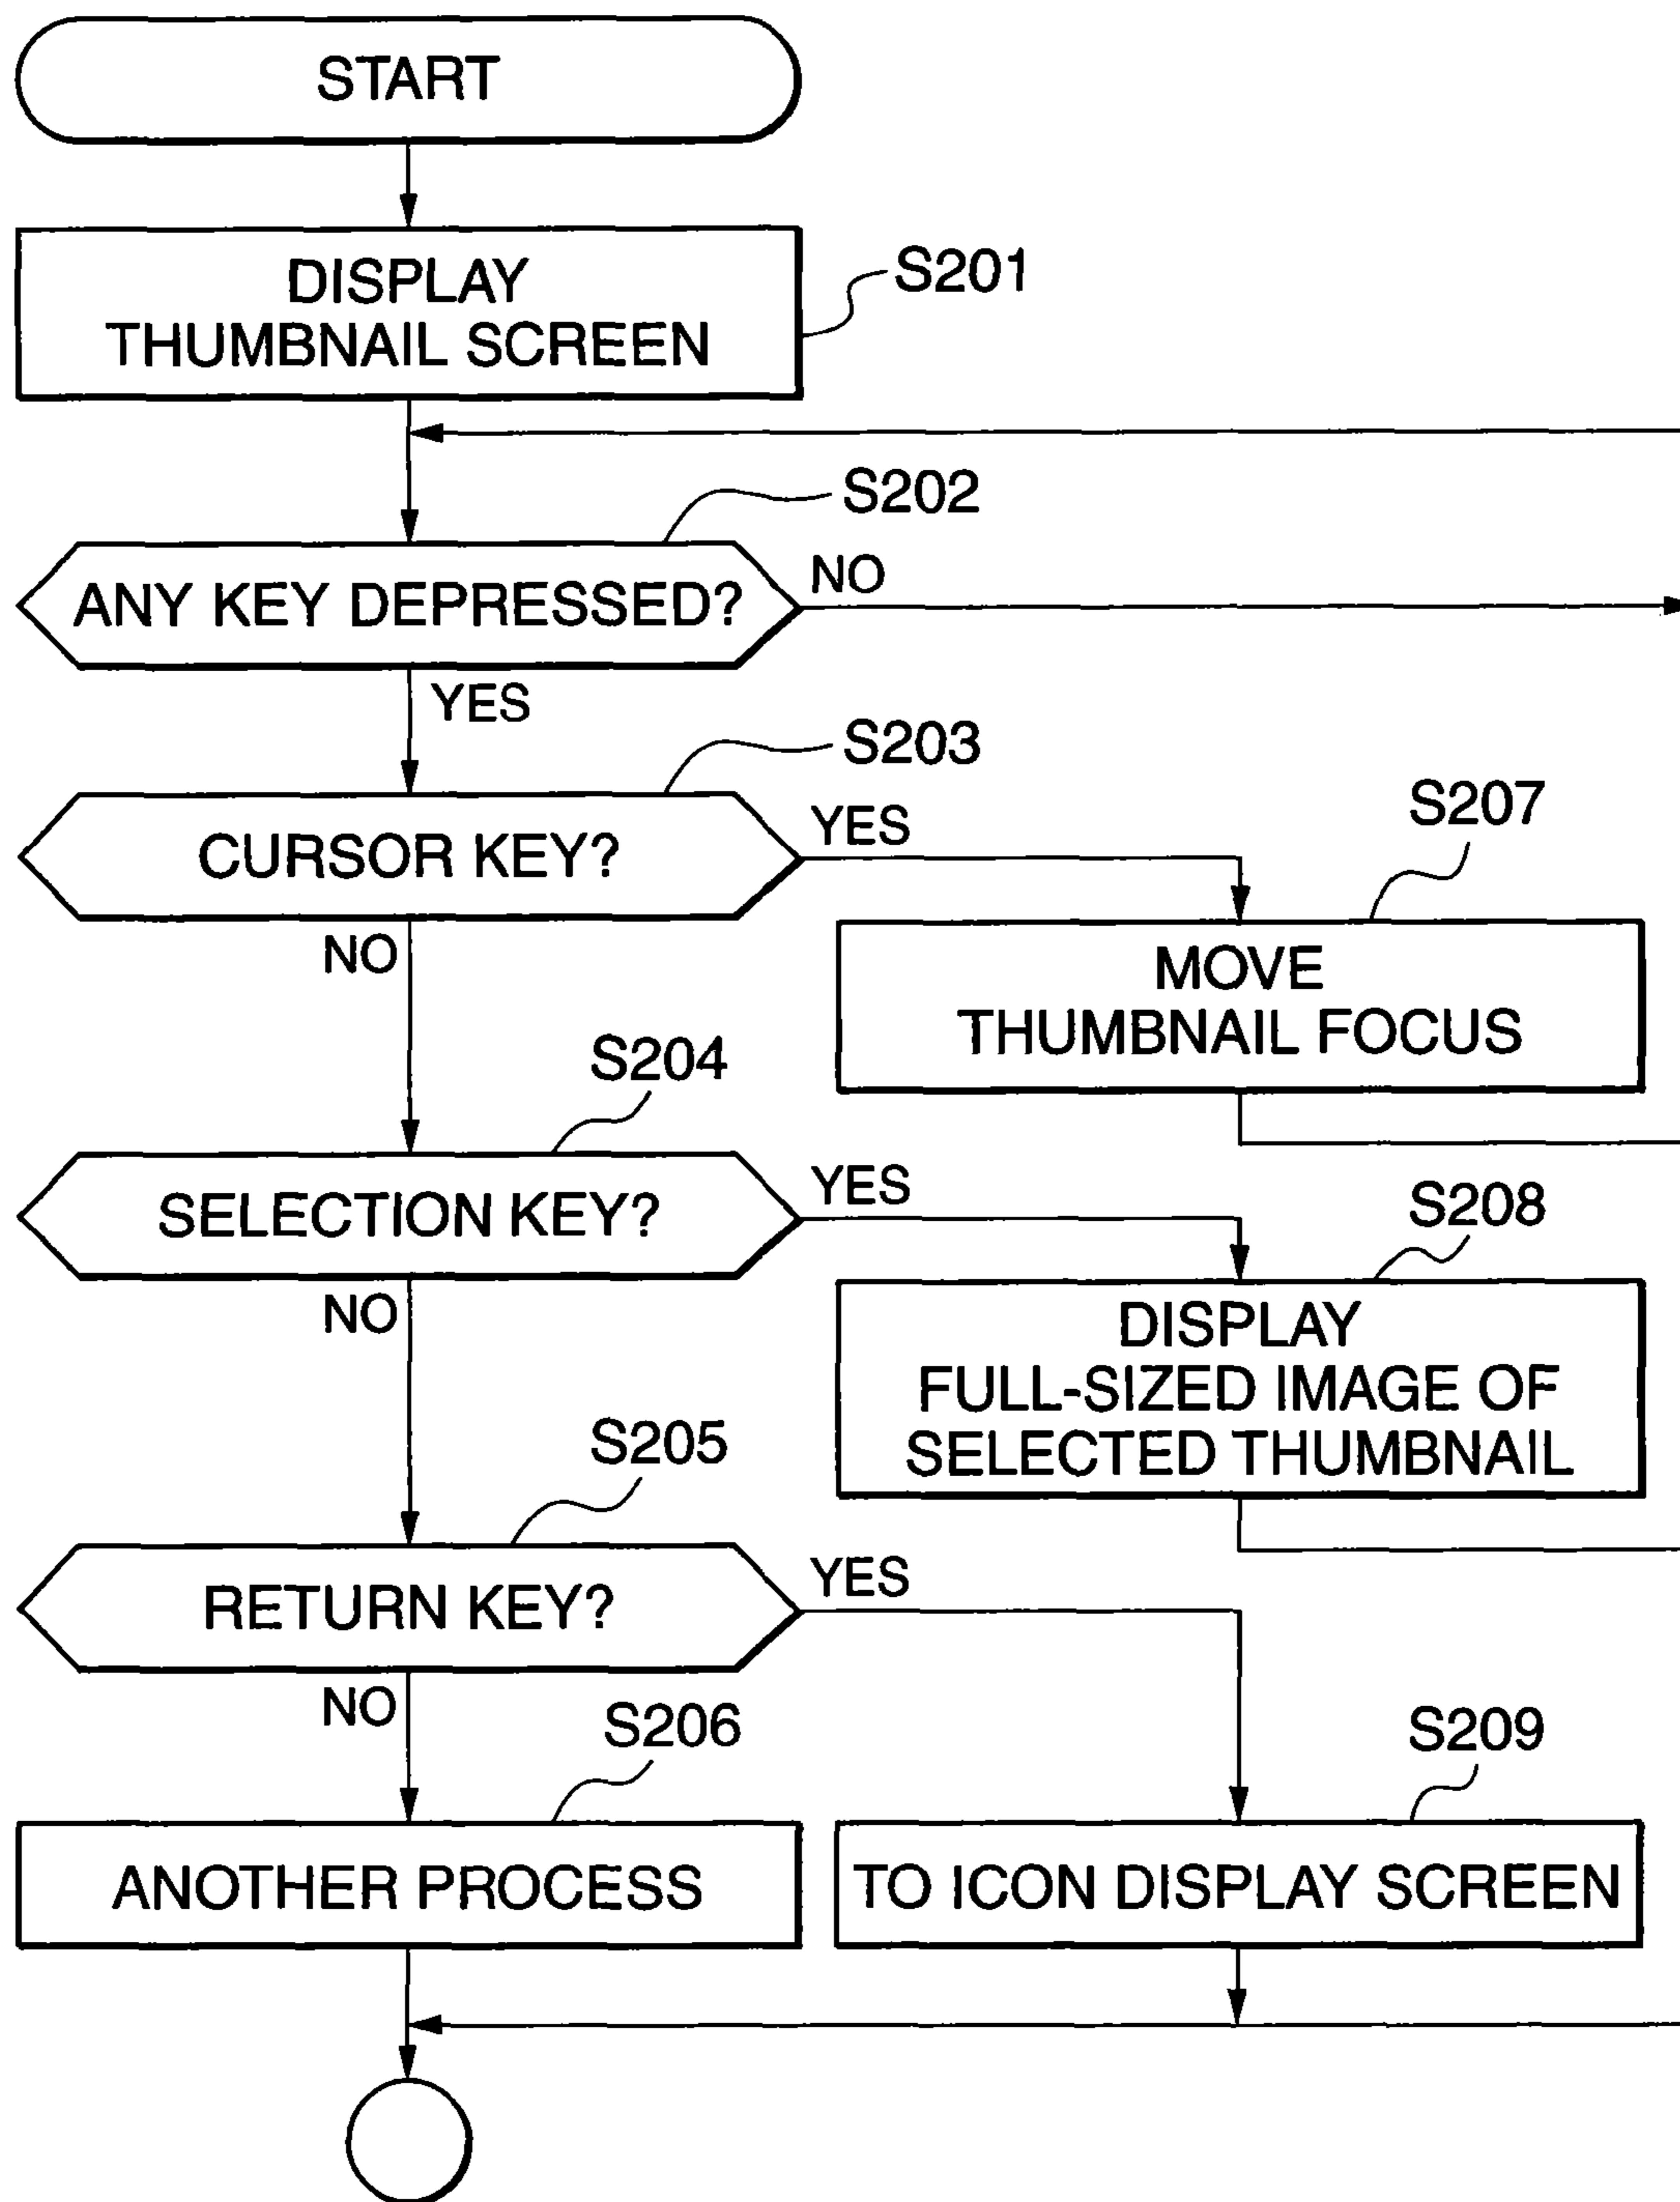 START
DISPLAY
THUMBNAIL SCREEN
S201
S202
ANY KEY DEPRESSED?
NO
YES
S203
CURSOR KEY?
YES
NO
S207
MOVE
THUMBNAIL FOCUS
S204
SELECTION KEY?
YES
NO
S208
DISPLAY
FULL-SIZED IMAGE OF
SELECTED THUMBNAIL
S205
RETURN KEY?
YES
NO
S206
ANOTHER PROCESS
S209
TO ICON DISPLAY SCREEN